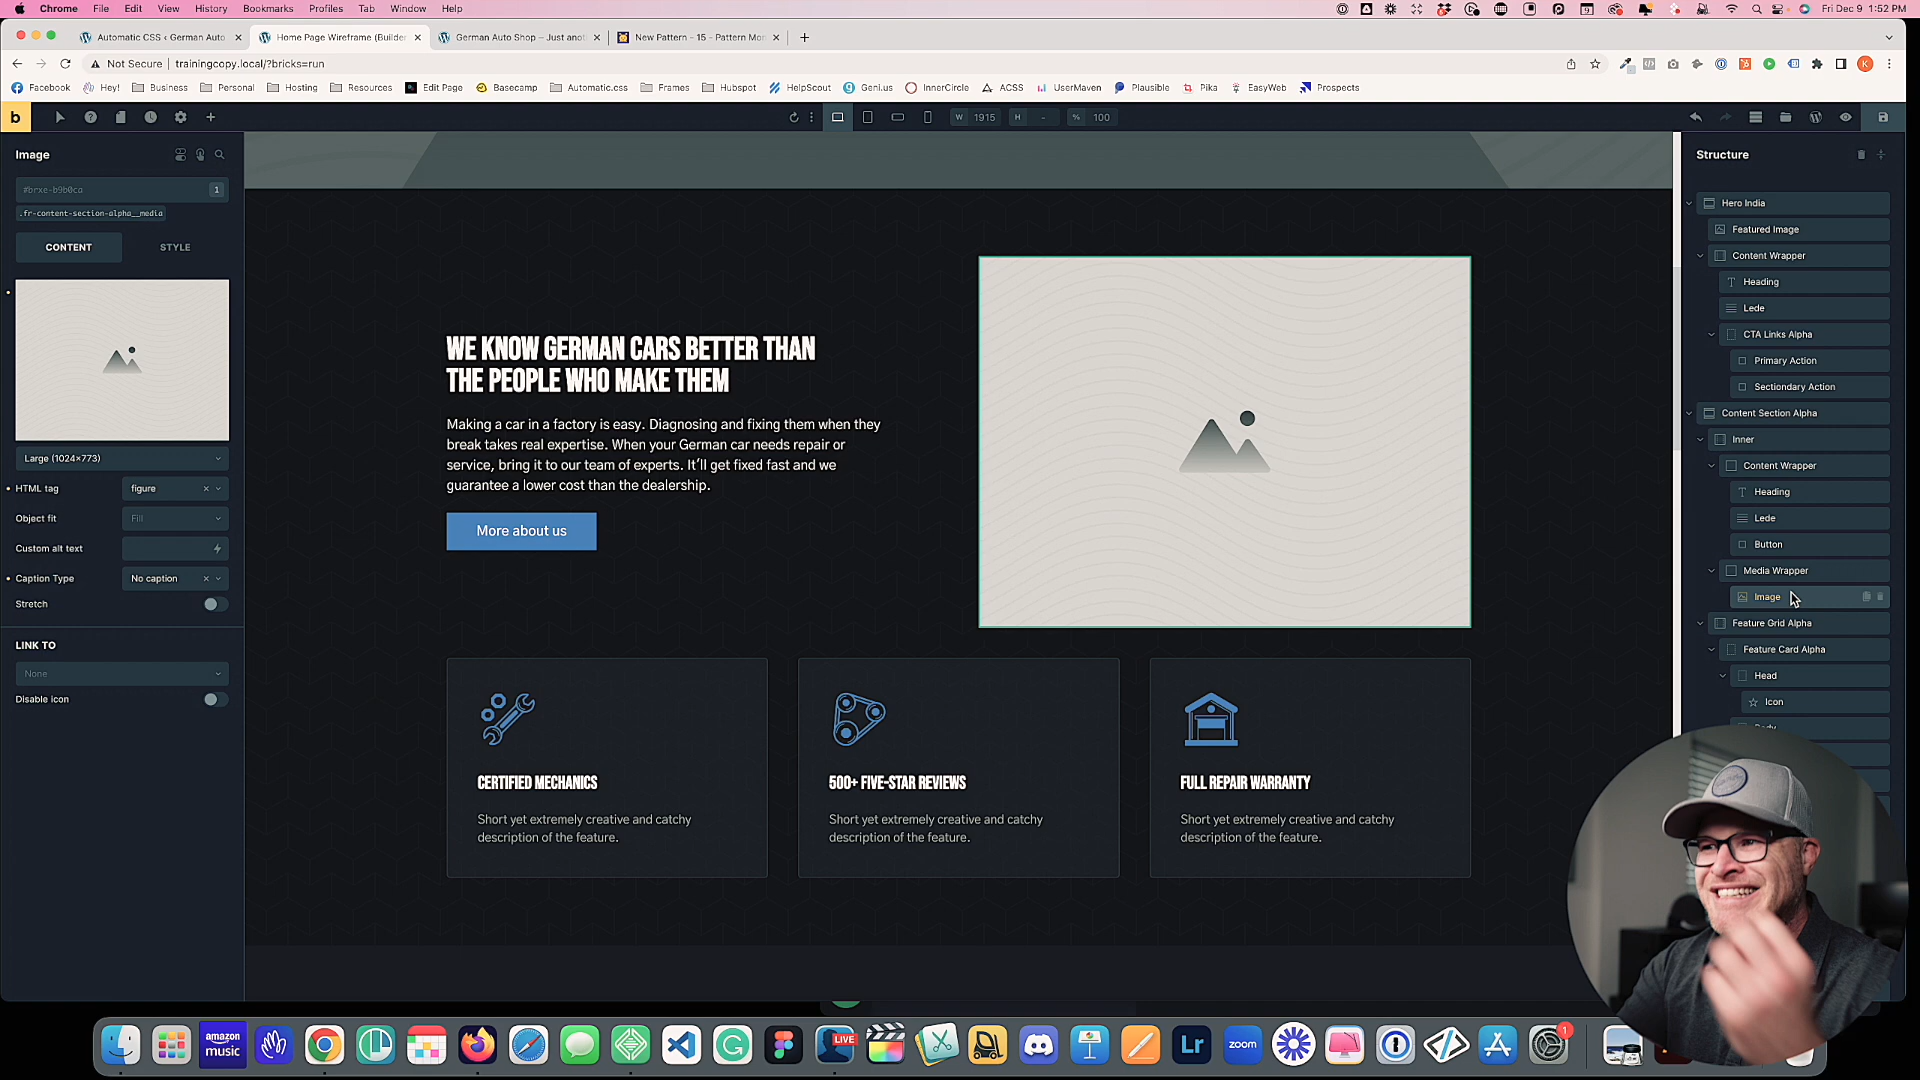 Chrome File Edit View History Bookmarks Profiles Tab Window Help
Fri Dec 9 1:52 PM
Automatic CSS ‹ German Auto
Home Page Wireframe (Builder
German Auto Shop – Just anot
New Pattern - 15 - Pattern Mon
Not Secure
trainingcopy.local/?bricks=run
K
Facebook
Hey!
Business
Personal
Hosting
Resources
Edit Page
Basecamp
Automatic.css
Frames
Hubspot
HelpScout
Geni.us
InnerCircle
ACSS
UserMaven
Plausible
Pika
EasyWeb
Prospects
b
W 1915 H - % 100
Image
#brxe-b9b0ca
1
.fr-content-section-alpha__media
CONTENT
STYLE
Large (1024×773)
HTML tag
figure
Object fit
Fill
Custom alt text
Caption Type
No caption
Stretch
LINK TO
None
Disable icon
WE KNOW GERMAN CARS BETTER THAN
THE PEOPLE WHO MAKE THEM
Making a car in a factory is easy. Diagnosing and fixing them when they
break takes real expertise. When your German car needs repair or
service, bring it to our team of experts. It'll get fixed fast and we
guarantee a lower cost than the dealership.
More about us
CERTIFIED MECHANICS
Short yet extremely creative and catchy
description of the feature.
500+ FIVE-STAR REVIEWS
Short yet extremely creative and catchy
description of the feature.
FULL REPAIR WARRANTY
Short yet extremely creative and catchy
description of the feature.
Structure
Hero India
Featured Image
Content Wrapper
Heading
Lede
CTA Links Alpha
Primary Action
Sectiondary Action
Content Section Alpha
Inner
Content Wrapper
Heading
Lede
Button
Media Wrapper
Image
Feature Grid Alpha
Feature Card Alpha
Head
Icon
amazon
music
LIVE
Lr
zoom
1